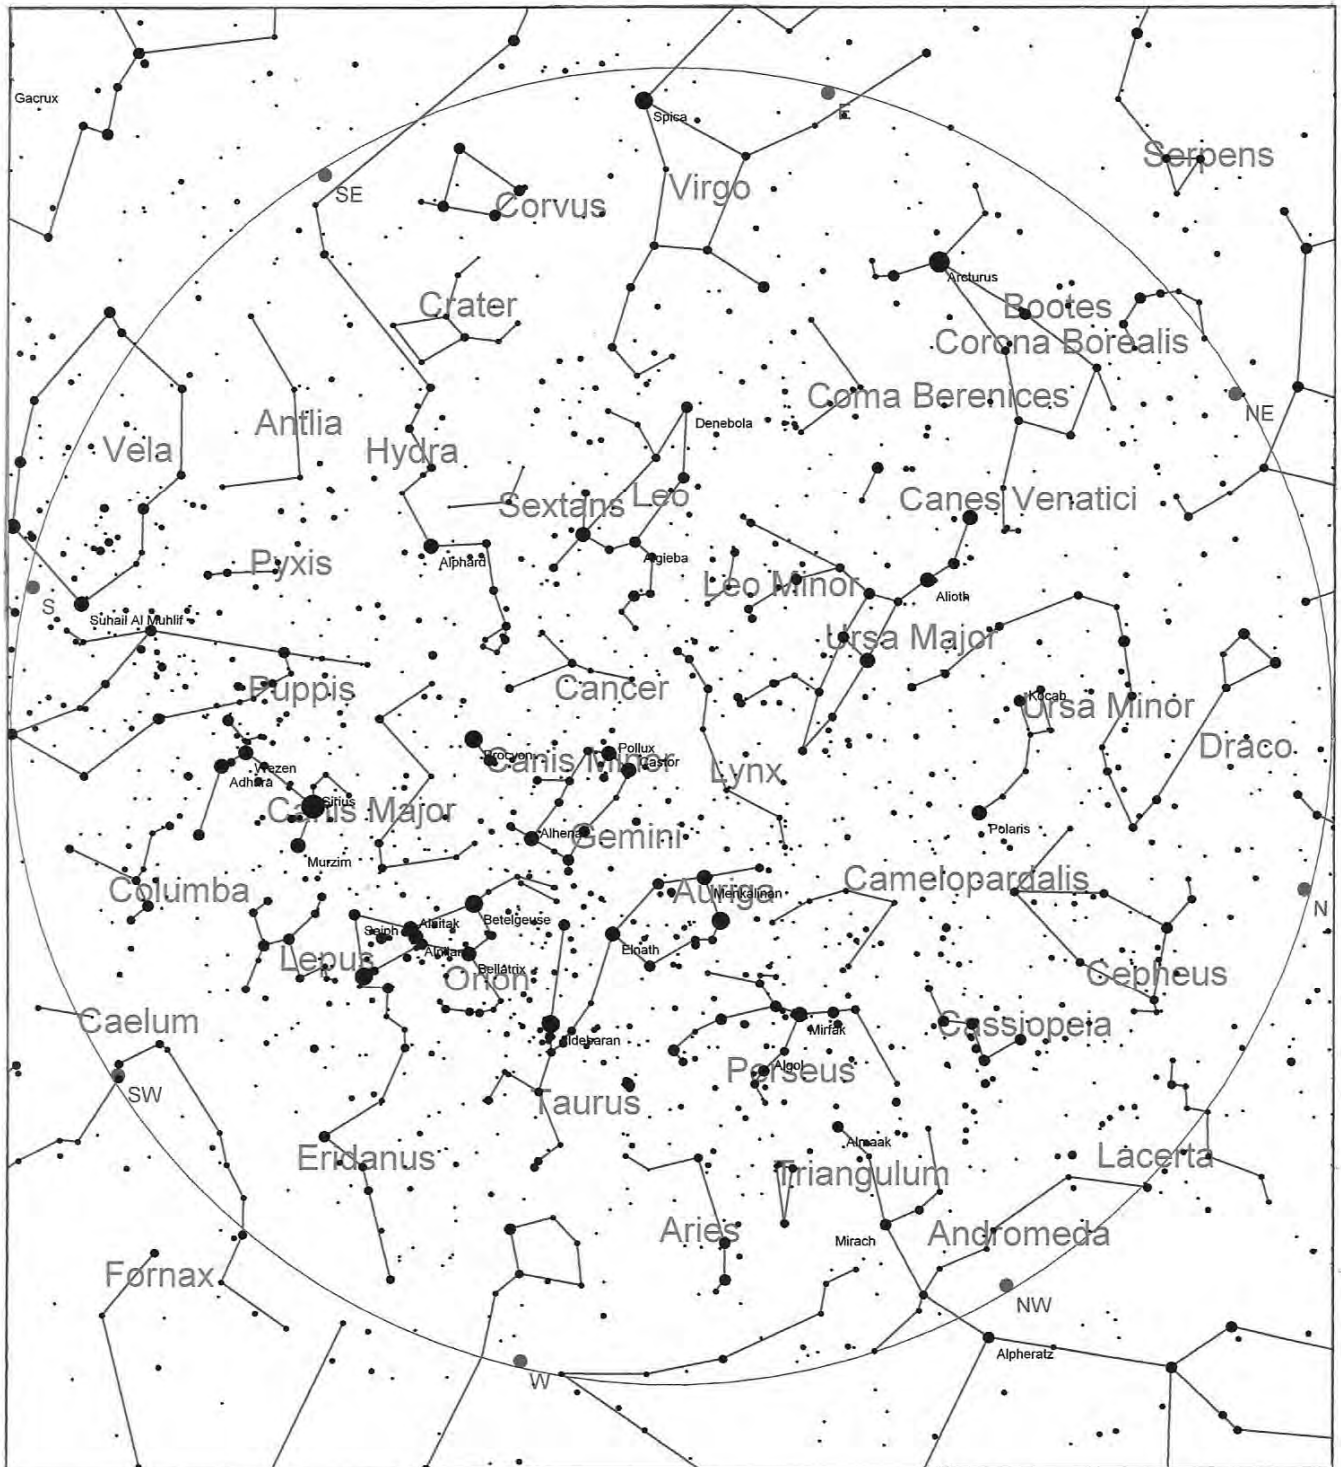 Gacrux
Spica
E
Serpens
SE
Virgo
Corvus
Arcturus
Crater
Bootes
Corona Borealis
Coma Berenices
NE
Antlia
Denebola
Vela
Hydra
Sextans
Leo
Canes Venatici
Pyxis
Alphard
Algieba
Leo Minor
Alioth
S
Suhail Al Muhlif
Ursa Major
Puppis
Cancer
Kocab
Ursa Minor
Draco
Procyon
Canis Minor
Pollux
Castor
Wezen
Adhara
Lynx
Sirius
Canis Major
Polaris
Alhena
Gemini
Murzim
Columba
Auriga
Menkalinan
Camelopardalis
N
Saiph
Alnitak
Betelgeuse
Alnilam
Elnath
Lepus
Bellatrix
Orion
Cepheus
Caelum
Mirfak
Cassiopeia
Aldebaran
Algol
Perseus
SW
Taurus
Almaak
Eridanus
Triangulum
Lacerta
Aries
Mirach
Andromeda
Fornax
NW
Alpheratz
W